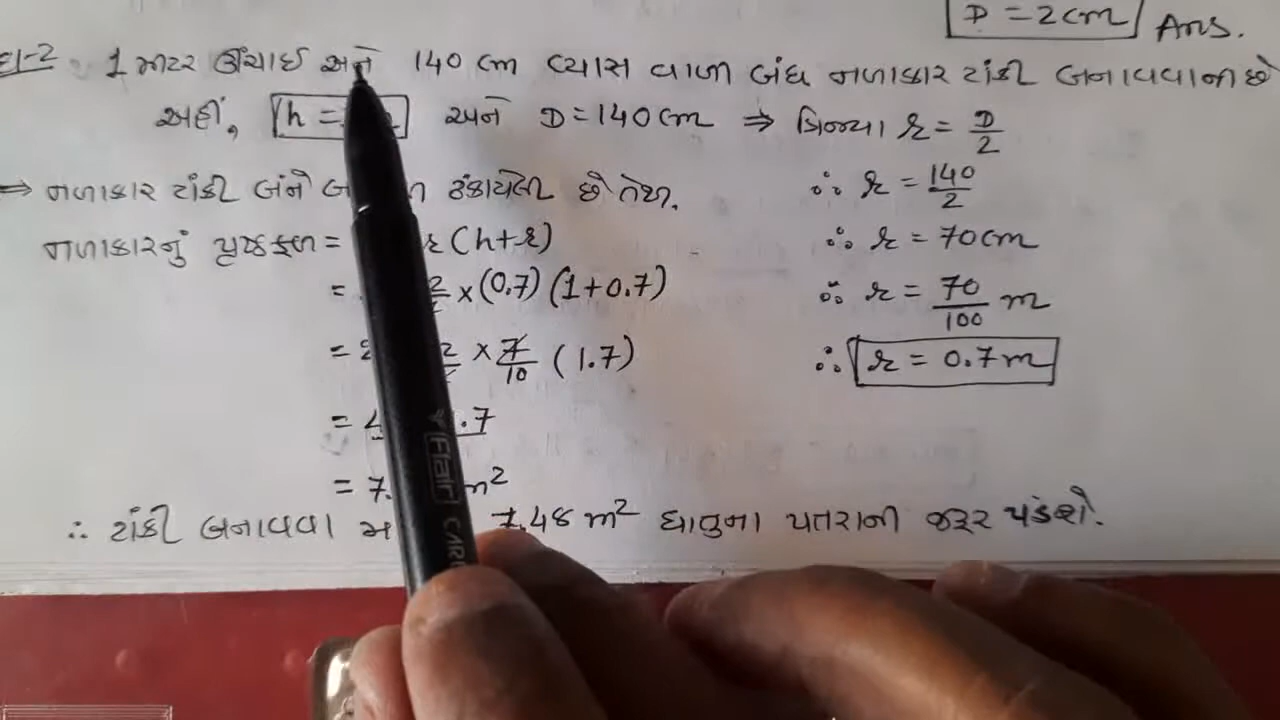 D = 2cm Ans.
દા-2. 1 મીટર ઊંચાઈ અને 140 cm વ્યાસ વાળા બંધ નળાકાર ટાંકી બનાવવાની છે
અહીં, h = અને D = 140 cm ⇒ ત્રિજ્યા r = D/2
⇒ નળાકાર ટાંકી બંને ઢંકાયેલી છે તેથી. ∴ r = 140/2
નળાકારનું પૃષ્ઠફળ = r (h+r) ∴ r = 70cm
= × (0.7) (1+0.7) ∴ r = 70/100 m
= × 7/10 (1.7) ∴ r = 0.7m
= .7
= 7. m²
∴ ટાંકી બનાવવા 7.48 m² ધાતુના પતરાની જરૂર પડશે.
Flair